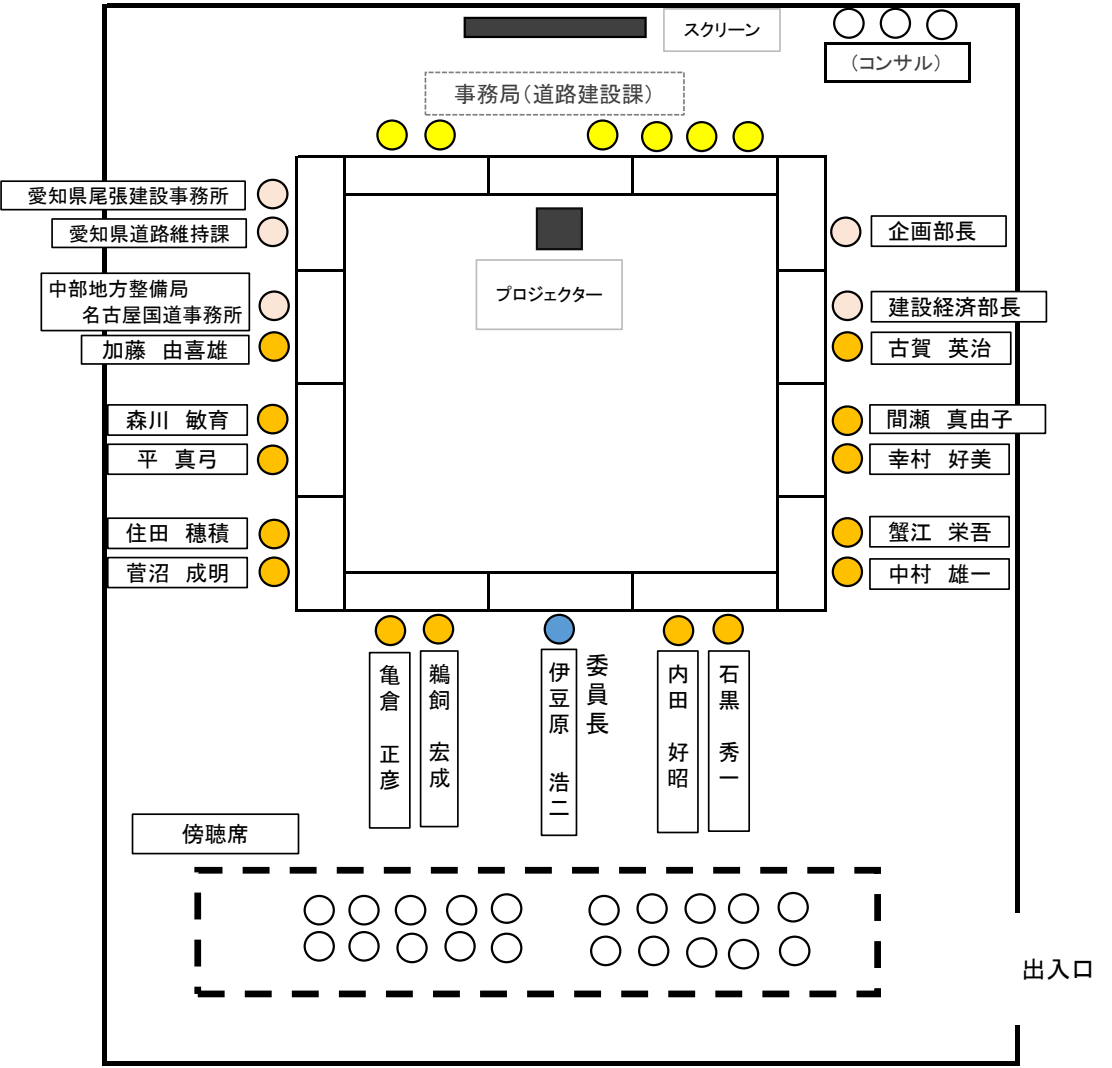 スクリーン
（コンサル）
事務局（道路建設課）
愛知県尾張建設事務所
愛知県道路維持課
中部地方整備局
名古屋国道事務所
加藤　由喜雄
森川　敏育
平　真弓
住田　穂積
菅沼　成明
プロジェクター
企画部長
建設経済部長
古賀　英治
間瀬　真由子
幸村　好美
蟹江　栄吾
中村　雄一
亀倉　正彦
鵜飼　宏成
伊豆原　浩二
委員長
内田　好昭
石黒　秀一
傍聴席
出入口